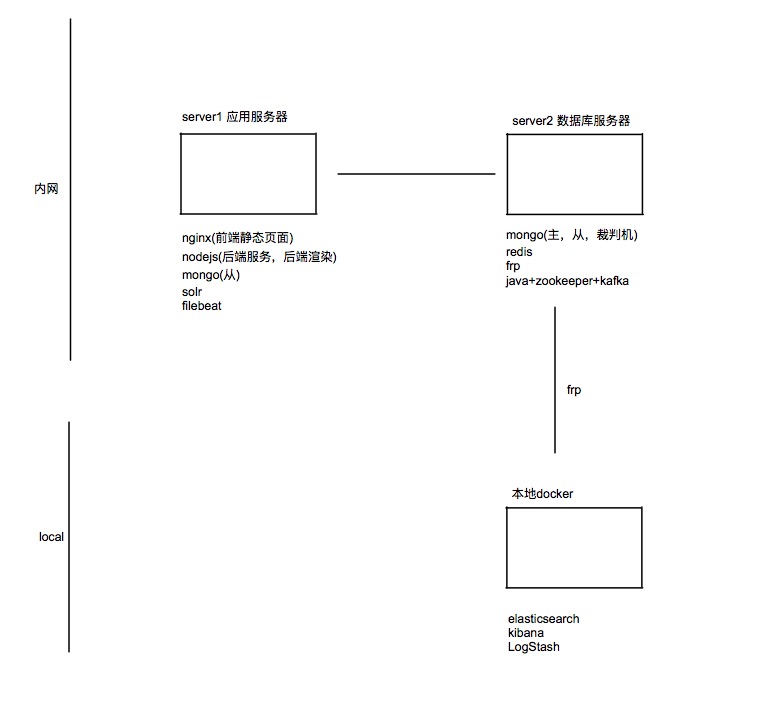 server1 应用服务器
server2 数据库服务器
内网
nginx(前端静态页面)
nodejs(后端服务，后端渲染)
mongo(从)
solr
filebeat
mongo(主，从，裁判机)
redis
frp
java+zookeeper+kafka
frp
本地docker
local
elasticsearch
kibana
LogStash